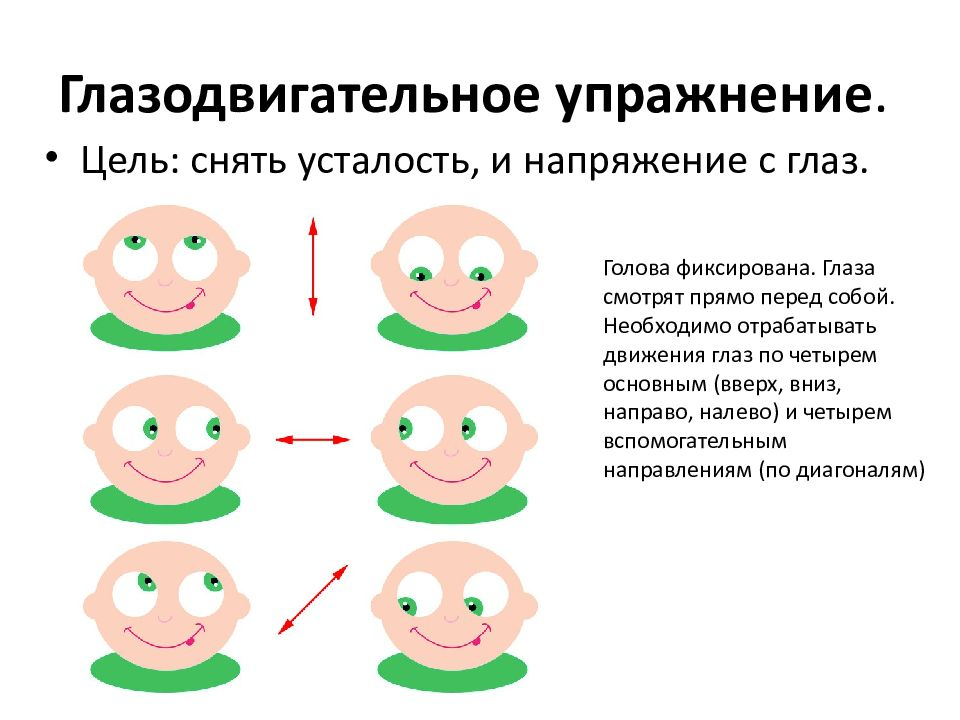 Глазодвигательное упражнение.
• Цель: снять усталость, и напряжение с глаз.
Голова фиксирована. Глаза
смотрят прямо перед собой.
Необходимо отрабатывать
движения глаз по четырем
основным (вверх, вниз,
направо, налево) и четырем
вспомогательным
направлениям (по диагоналям)